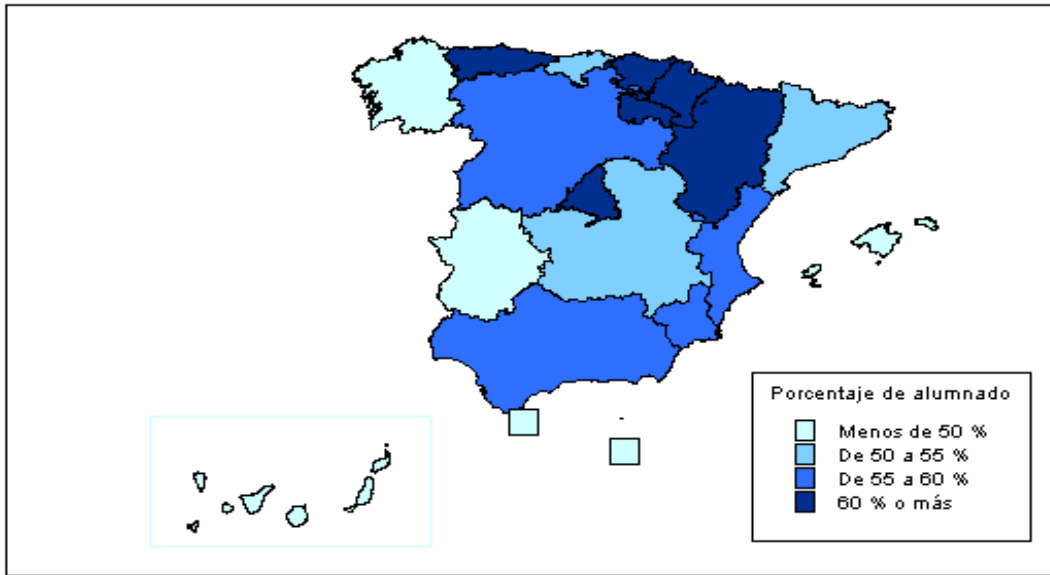 Porcentaje de alumnado
Menos de 50 %
De 50 a 55 %
De 55 a 60 %
60 % o más